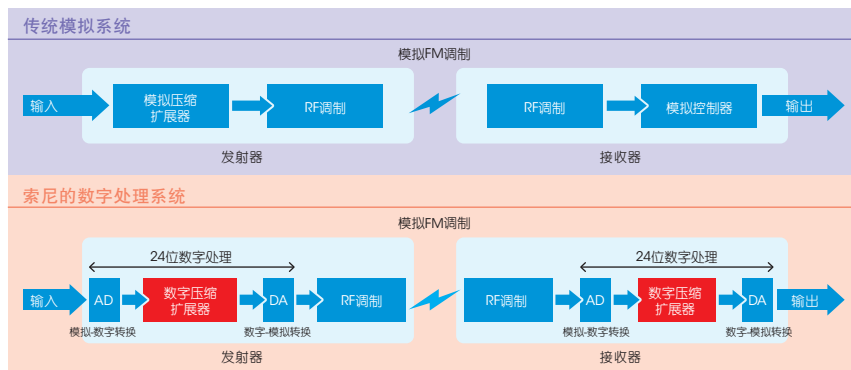 传统模拟系统
模拟FM调制
输入
模拟压缩
扩展器
RF调制
RF调制
模拟控制器
输出
发射器
接收器
索尼的数字处理系统
模拟FM调制
24位数字处理
24位数字处理
输入
AD
数字压缩
扩展器
DA
RF调制
RF调制
AD
数字压缩
扩展器
DA
输出
模拟-数字转换
数字-模拟转换
模拟-数字转换
数字-模拟转换
发射器
接收器